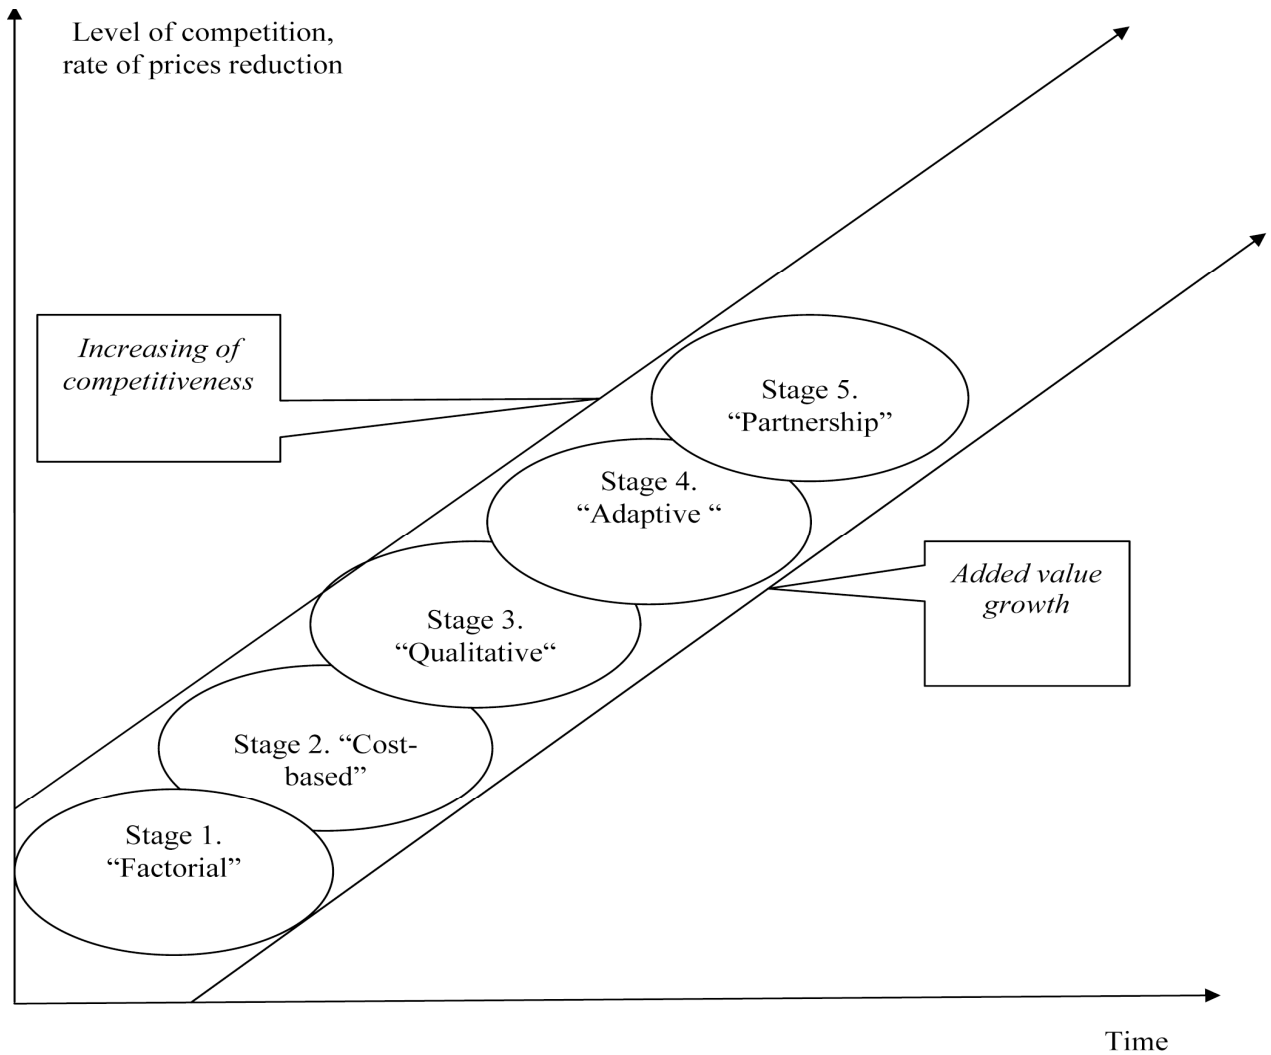 Level of competition,
rate of prices reduction
Increasing of
competitiveness
Stage 5.
“Partnership”
Stage 4.
“Adaptive “
Added value
growth
Stage 3.
“Qualitative“
Stage 2. “Cost-
based”
Stage 1.
“Factorial”
Time